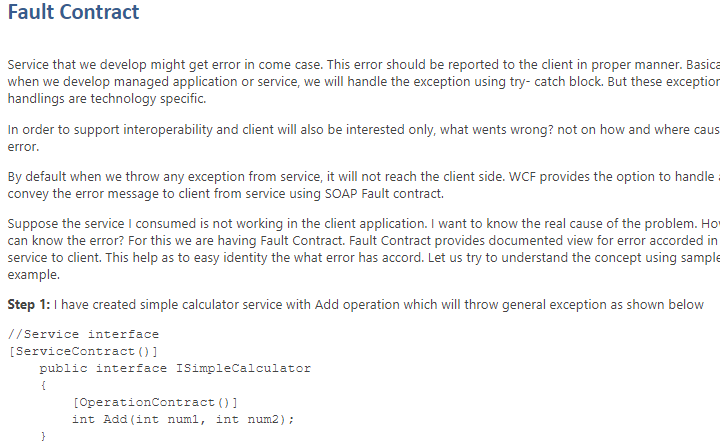 Fault Contract
Service that we develop might get error in come case. This error should be reported to the client in proper manner. Basica
when we develop managed application or service, we will handle the exception using try- catch block. But these exception
handlings are technology specific.
In order to support interoperability and client will also be interested only, what wents wrong? not on how and where caus
error.
By default when we throw any exception from service, it will not reach the client side. WCF provides the option to handle
convey the error message to client from service using SOAP Fault contract.
Suppose the service I consumed is not working in the client application. I want to know the real cause of the problem. Ho
can know the error? For this we are having Fault Contract. Fault Contract provides documented view for error accorded in
service to client. This help as to easy identity the what error has accord. Let us try to understand the concept using sample
example.
Step 1: I have created simple calculator service with Add operation which will throw general exception as shown below
//Service interface
[ServiceContract()]
public interface ISimpleCalculator
{
[OperationContract()]
int Add(int num1, int num2);
}